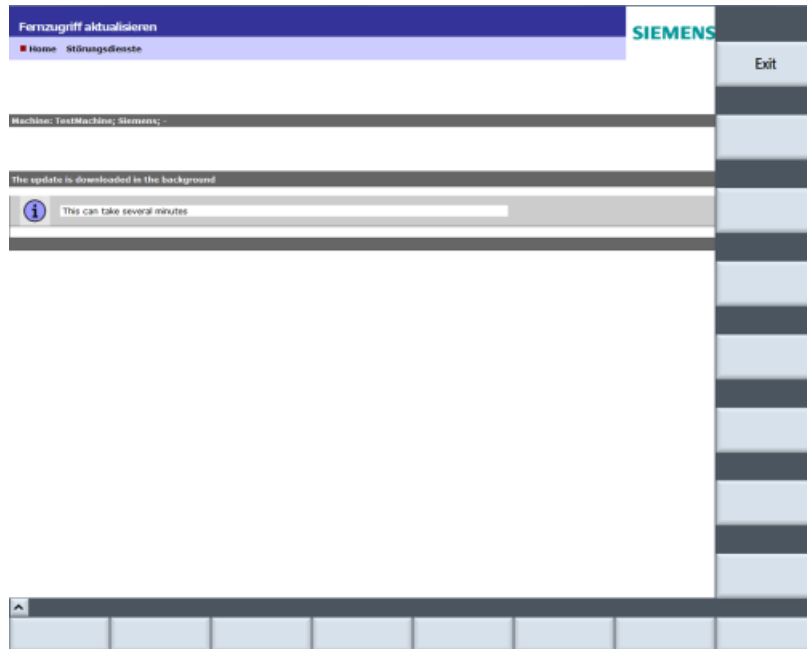 Fernzugriff aktualisieren
SIEMENS
Home Störungsdienste
Exit
Machine: TestMachine; Siemens; -
The update is downloaded in the background
This can take several minutes